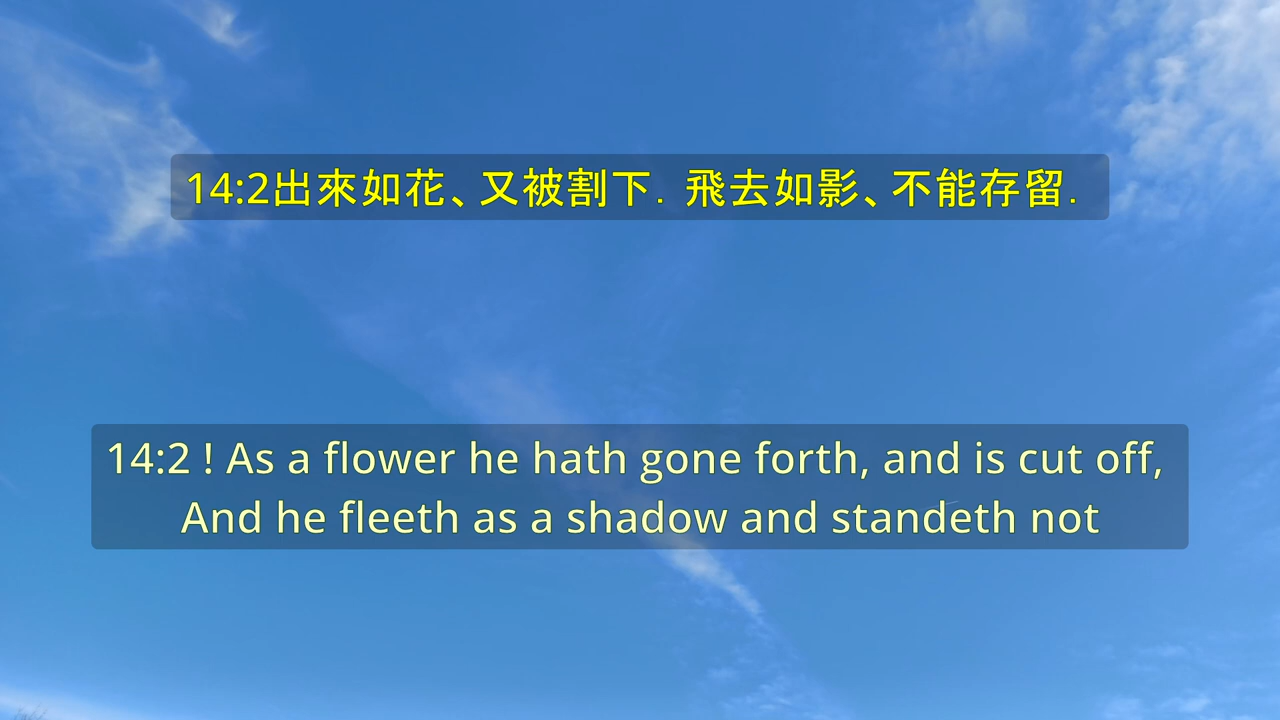 14:2出來如花、又被割下．飛去如影、不能存留．
14:2 ! As a flower he hath gone forth, and is cut off,
And he fleeth as a shadow and standeth not